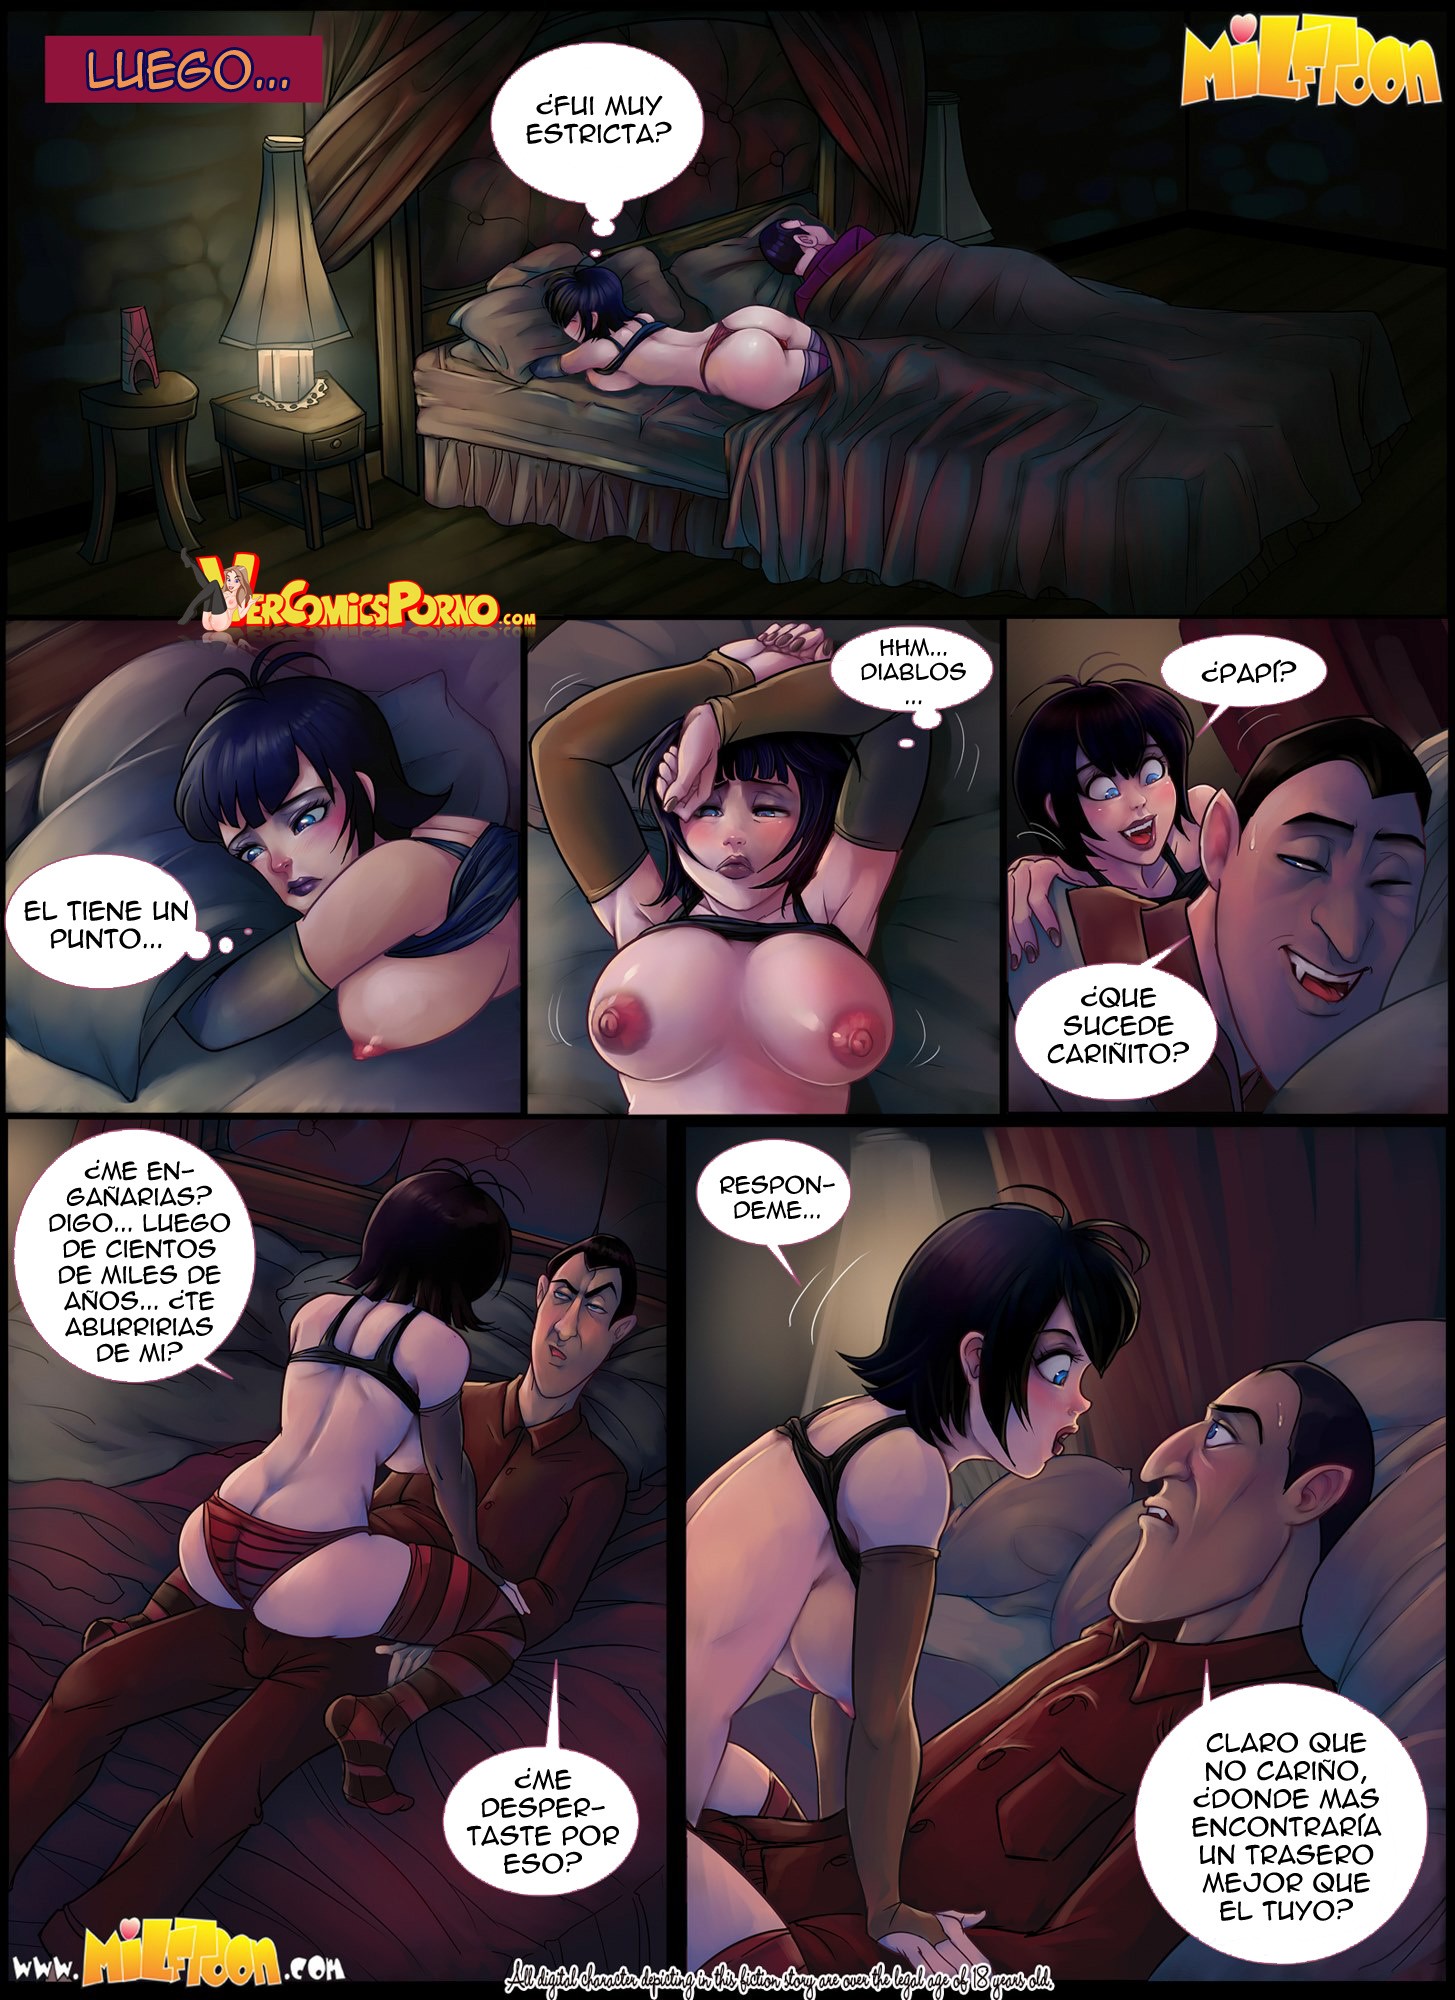 LUEGO...
MILFTOON
¿FUI MUY
ESTRICTA?
VERCOMICSPORNO.COM
EL TIENE UN
PUNTO...
HHM...
DIABLOS
...
¿PAPÍ?
¿QUE
SUCEDE
CARIÑITO?
¿ME EN-
GAÑARIAS?
DIGO... LUEGO
DE CIENTOS
DE MILES DE
AÑOS... ¿TE
ABURRIRIAS
DE MI?
¿ME
DESPER-
TASTE POR
ESO?
RESPON-
DEME...
CLARO QUE
NO CARIÑO,
¿DONDE MAS
ENCONTRARÍA
UN TRASERO
MEJOR QUE
EL TUYO?
www.MILFTOON.com
All digital character depicting in this fiction story are over the legal age of 18 years old.